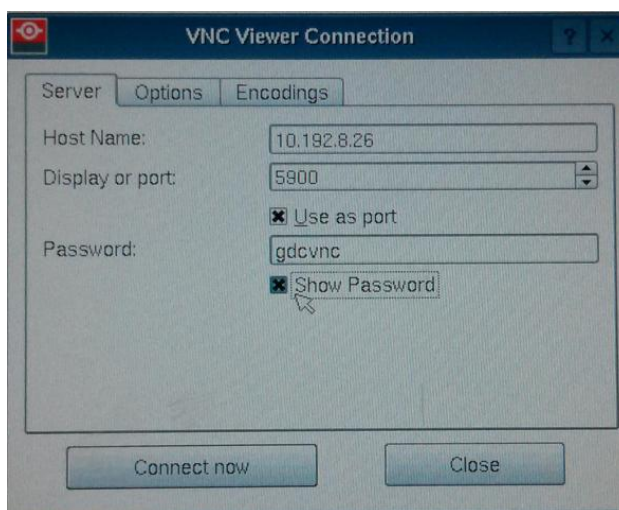 VNC Viewer Connection ? ×
Server Options Encodings
Host Name: 10.192.8.26
Display or port: 5900
Use as port
Password: gdcvnc
Show Password
Connect now Close